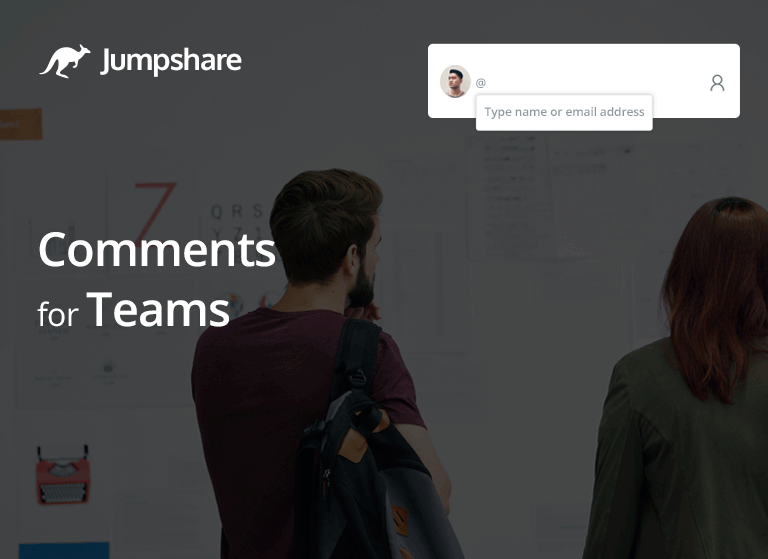 Jumpshare
@
Type name or email address
Z
Q R S
Comments
for Teams